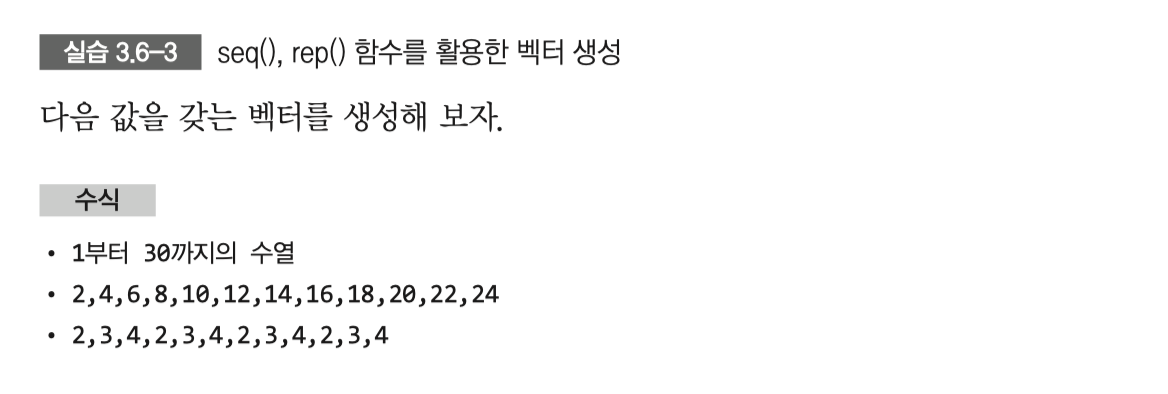 실습 3.6-3 seq(), rep() 함수를 활용한 벡터 생성
다음 값을 갖는 벡터를 생성해 보자.
수식
• 1부터 30까지의 수열
• 2,4,6,8,10,12,14,16,18,20,22,24
• 2,3,4,2,3,4,2,3,4,2,3,4